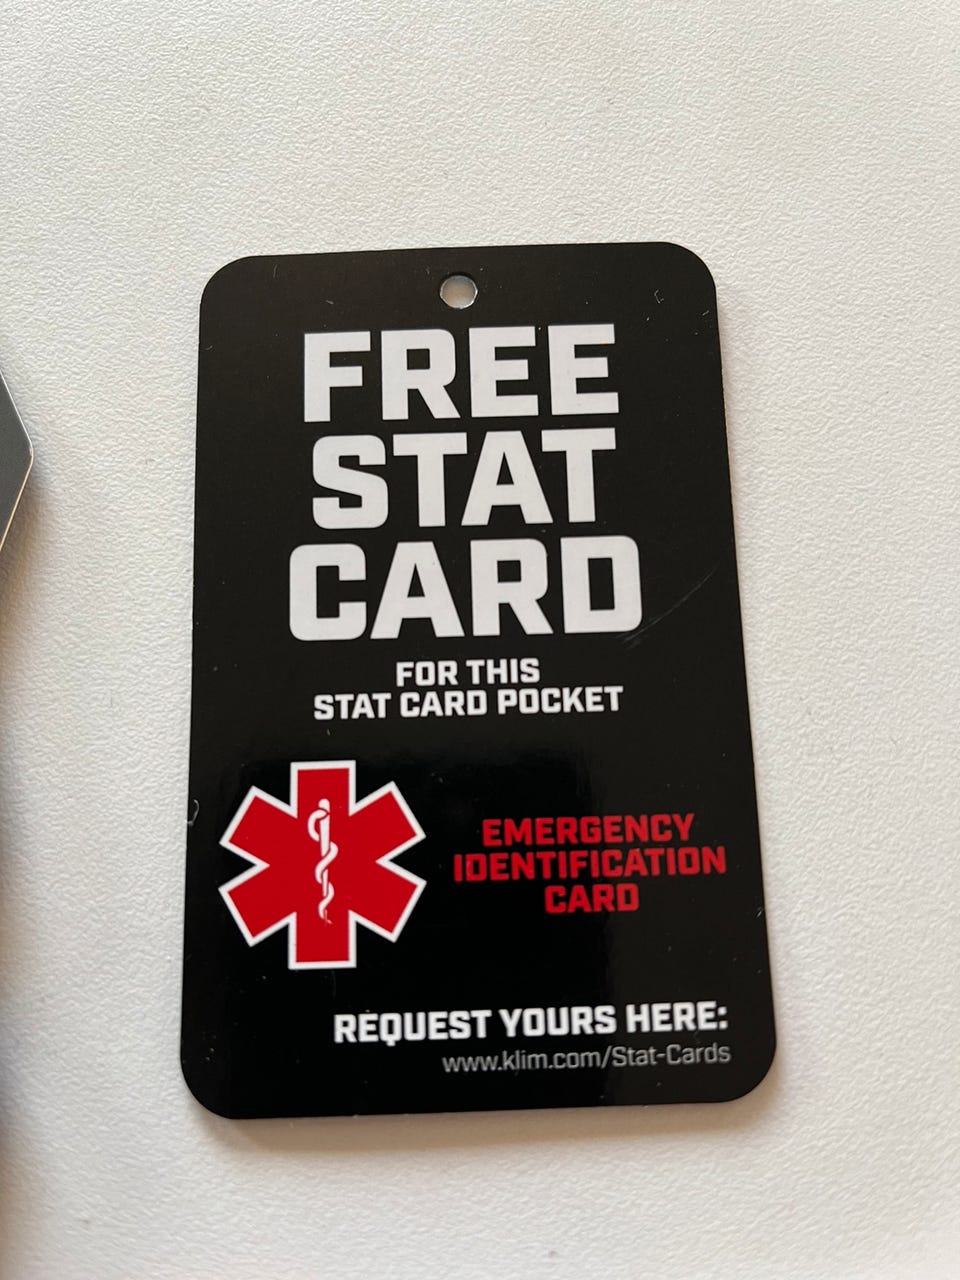 FREE
STAT
CARD
FOR THIS
STAT CARD POCKET
EMERGENCY
IDENTIFICATION
CARD
REQUEST YOURS HERE:
www.klim.com/Stat-Cards